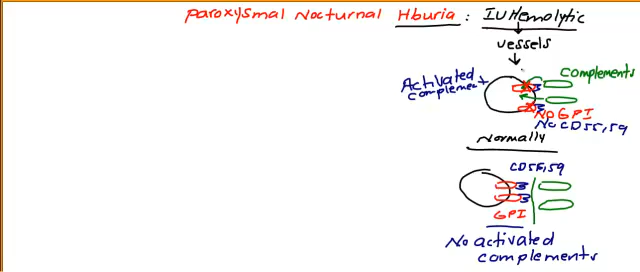 Paroxysmal Nocturnal Hburia : IV Hemolytic
vessels
Activated complement
complements
NO GPI
NO CD55,59
Normally
CD55,59
GPI
No activated
complements